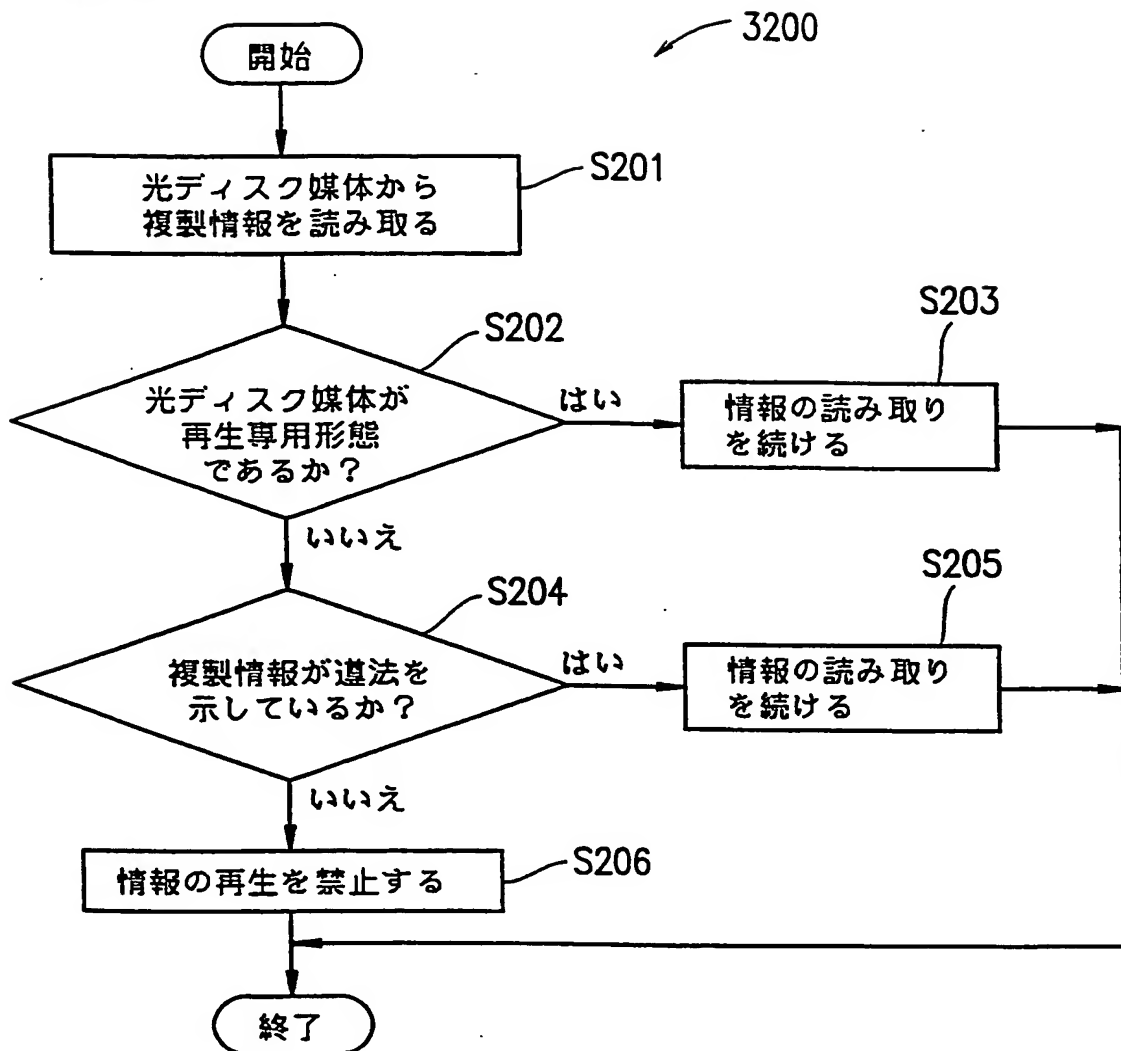 3200
開始
S201
光ディスク媒体から
複製情報を読み取る
S202
光ディスク媒体が
再生専用形態
であるか？
はい
S203
情報の読み取り
を続ける
いいえ
S204
複製情報が遵法を
示しているか？
はい
S205
情報の読み取り
を続ける
いいえ
S206
情報の再生を禁止する
終了